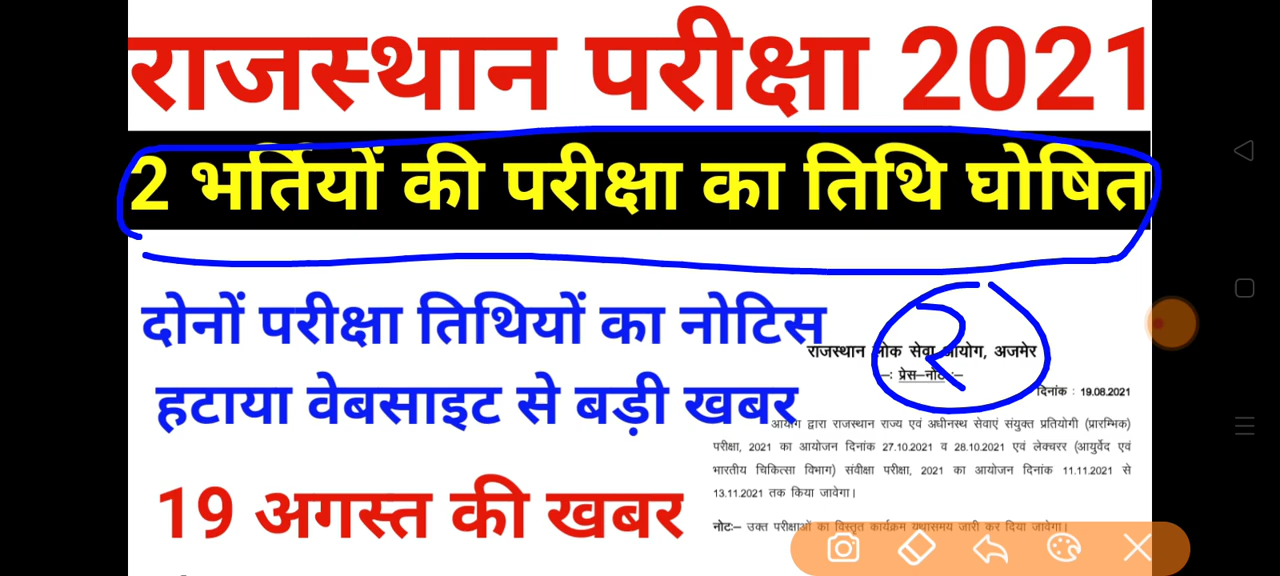 राजस्थान परीक्षा 2021
2 भर्तियों की परीक्षा का तिथि घोषित
दोनों परीक्षा तिथियों का नोटिस
हटाया वेबसाइट से बड़ी खबर
19 अगस्त की खबर
राजस्थान लोक सेवा आयोग, अजमेर
–: प्रेस–नोट :–
दिनांक : 19.08.2021
आयोग द्वारा राजस्थान राज्य एवं अधीनस्थ सेवाएं संयुक्त प्रतियोगी (प्रारम्भिक)
परीक्षा, 2021 का आयोजन दिनांक 27.10.2021 व 28.10.2021 एवं लेक्चरर (आयुर्वेद एवं
भारतीय चिकित्सा विभाग) संवीक्षा परीक्षा, 2021 का आयोजन दिनांक 11.11.2021 से
13.11.2021 तक किया जावेगा।
नोटः– उक्त परीक्षाओं का विस्तृत कार्यक्रम यथासमय जारी कर दिया जावेगा।
२